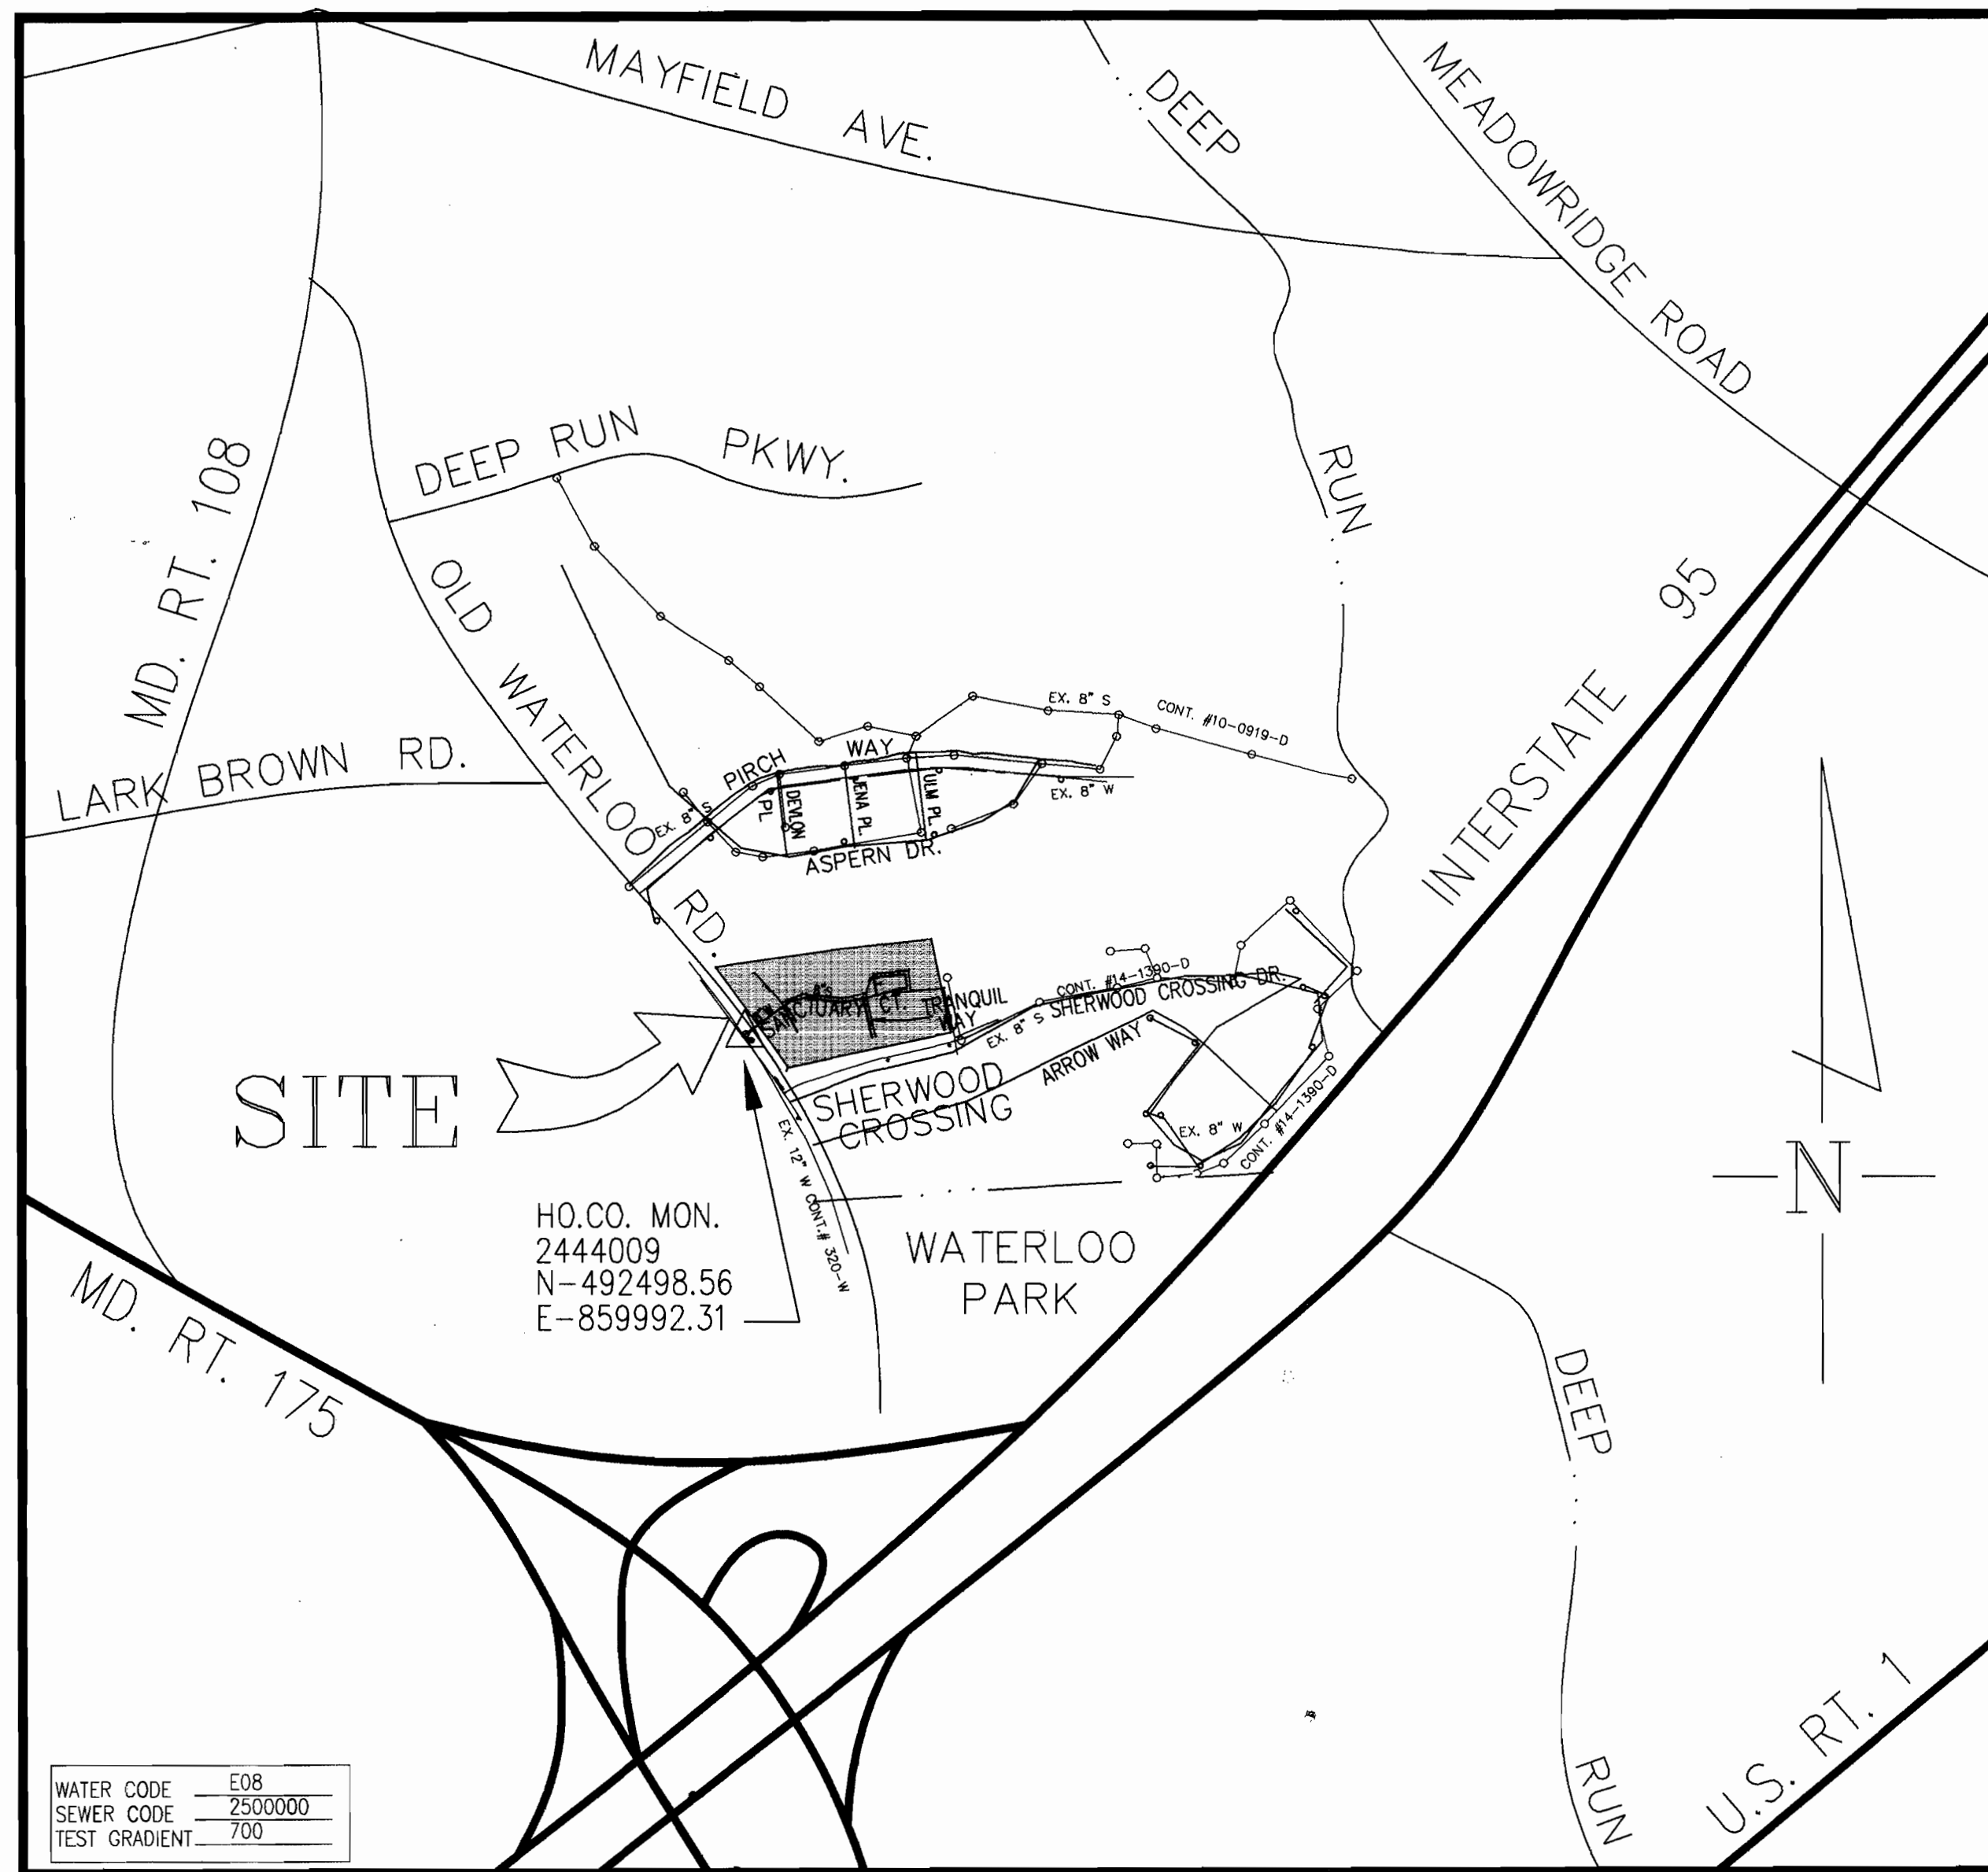 MAYFIELD AVE.
DEEP
MEADOWRIDGE ROAD
DEEP RUN PKWY.
RUN
MD. RT. 108
OLD WATERLOO RD.
INTERSTATE 95
LARK BROWN RD.
EX. 8" S
CONT. #10-0919-D
PIRCH WAY
EX. 8" S
PL
DEVLON
JENA PL.
ULM PL.
EX. 8" W
ASPERN DR.
SANCTUARY CT.
TRANQUIL
WAY
CONT. #14-1390-D
SHERWOOD CROSSING DR.
EX. 8" S
ARROW WAY
SITE
SHERWOOD
CROSSING
EX. 8" W
CONT. #14-1390-D
EX. 12" W CONT.# 320-W
N
HO.CO. MON.
2444009
N-492498.56
E-859992.31
WATERLOO
PARK
MD. RT. 175
DEEP
RUN
U.S. RT. 1
WATER CODE E08
SEWER CODE 2500000
TEST GRADIENT 700